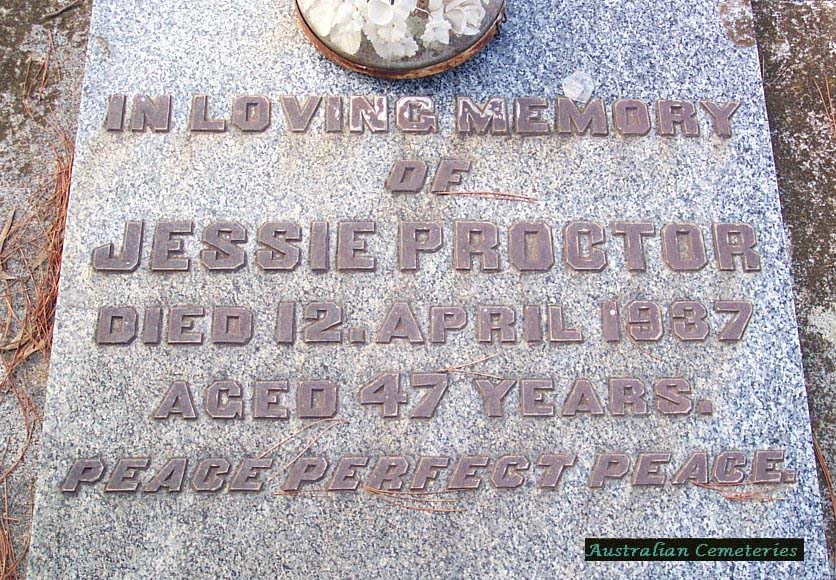 IN LOVING MEMORY
OF
JESSIE PROCTOR
DIED 12. APRIL 1937
AGED 47 YEARS.
PEACE PERFECT PEACE.
Australian Cemeteries